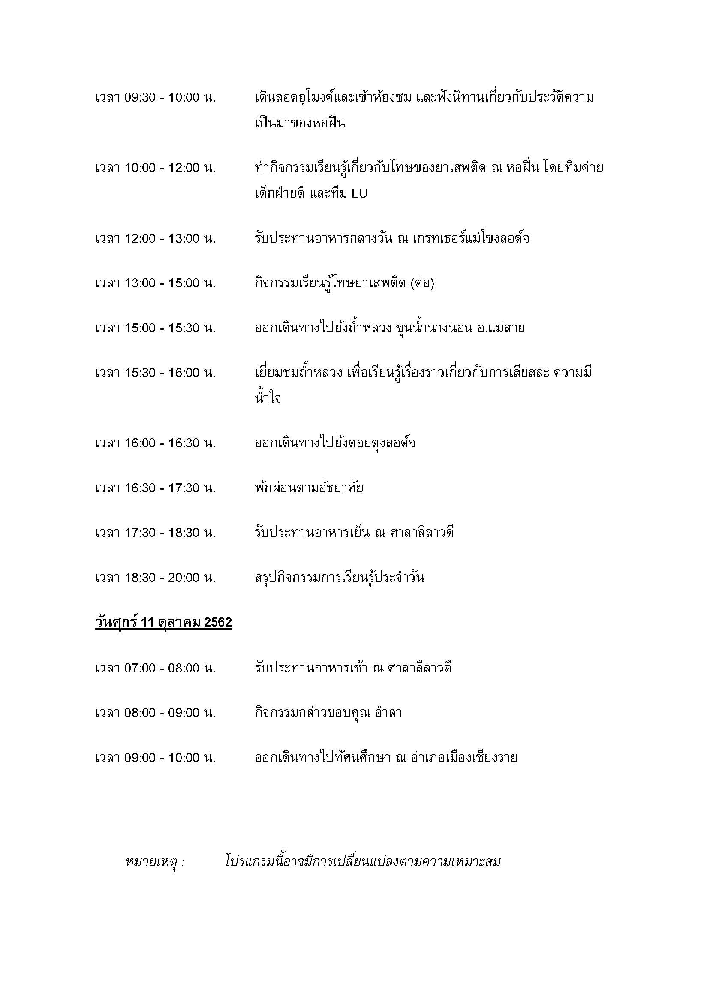 เวลา 09:30 - 10:00 น. เดินลอดอุโมงค์และเข้าห้องชม และฟังนิทานเกี่ยวกับประวัติความ
เป็นมาของหอฝิ่น
เวลา 10:00 - 12:00 น. ทำกิจกรรมเรียนรู้เกี่ยวกับโทษของยาเสพติด ณ หอฝิ่น โดยทีมค่าย
เด็กฝ่ายดี และทีม LU
เวลา 12:00 - 13:00 น. รับประทานอาหารกลางวัน ณ เกรทเธอร์แม่โขงลอด์จ
เวลา 13:00 - 15:00 น. กิจกรรมเรียนรู้โทษยาเสพติด (ต่อ)
เวลา 15:00 - 15:30 น. ออกเดินทางไปยังถ้ำหลวง ขุนน้ำนางนอน อ.แม่สาย
เวลา 15:30 - 16:00 น. เยี่ยมชมถ้ำหลวง เพื่อเรียนรู้เรื่องราวเกี่ยวกับการเสียสละ ความมี
น้ำใจ
เวลา 16:00 - 16:30 น. ออกเดินทางไปยังดอยตุงลอด์จ
เวลา 16:30 - 17:30 น. พักผ่อนตามอัธยาศัย
เวลา 17:30 - 18:30 น. รับประทานอาหารเย็น ณ ศาลาลีลาวดี
เวลา 18:30 - 20:00 น. สรุปกิจกรรมการเรียนรู้ประจำวัน
วันศุกร์ 11 ตุลาคม 2562
เวลา 07:00 - 08:00 น. รับประทานอาหารเช้า ณ ศาลาลีลาวดี
เวลา 08:00 - 09:00 น. กิจกรรมกล่าวขอบคุณ อำลา
เวลา 09:00 - 10:00 น. ออกเดินทางไปทัศนศึกษา ณ อำเภอเมืองเชียงราย
หมายเหตุ : โปรแกรมนี้อาจมีการเปลี่ยนแปลงตามความเหมาะสม